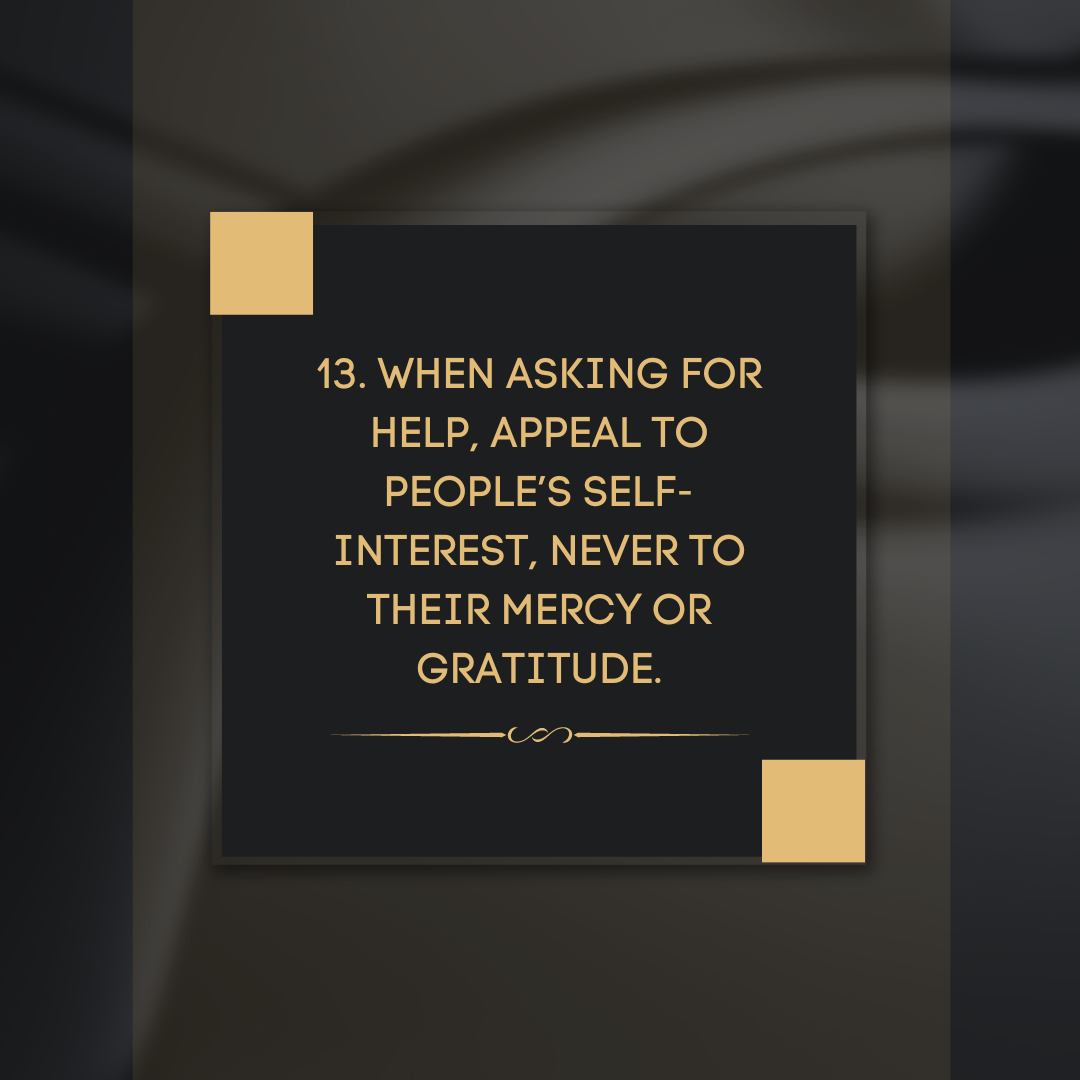 13. WHEN ASKING FOR
HELP, APPEAL TO
PEOPLE'S SELF-
INTEREST, NEVER TO
THEIR MERCY OR
GRATITUDE.